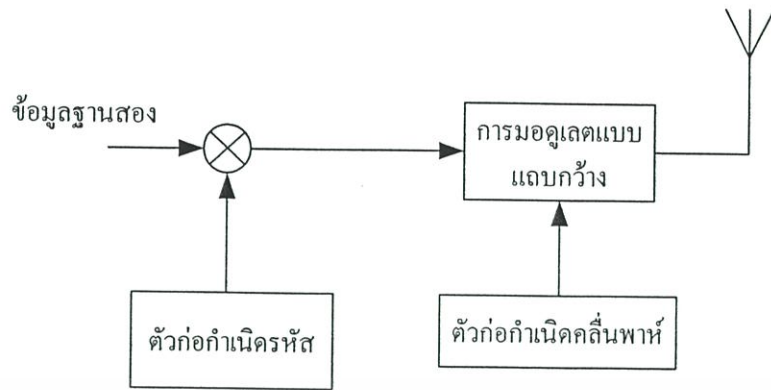 ข้อมูลฐานสอง
การมอดูเลตแบบ
แถบกว้าง
ตัวก่อกำเนิดรหัส
ตัวก่อกำเนิดคลื่นพาห์